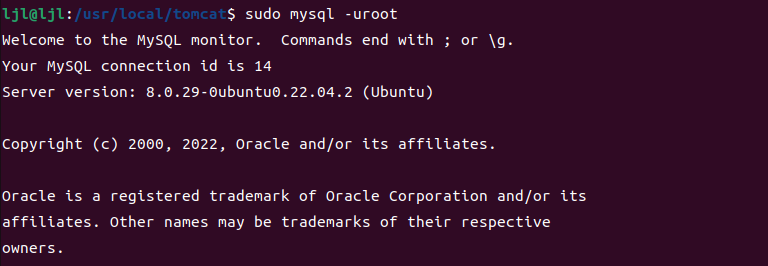 ljl@ljl:/usr/local/tomcat$ sudo mysql -uroot
Welcome to the MySQL monitor.  Commands end with ; or \g.
Your MySQL connection id is 14
Server version: 8.0.29-0ubuntu0.22.04.2 (Ubuntu)
Copyright (c) 2000, 2022, Oracle and/or its affiliates.
Oracle is a registered trademark of Oracle Corporation and/or its
affiliates. Other names may be trademarks of their respective
owners.